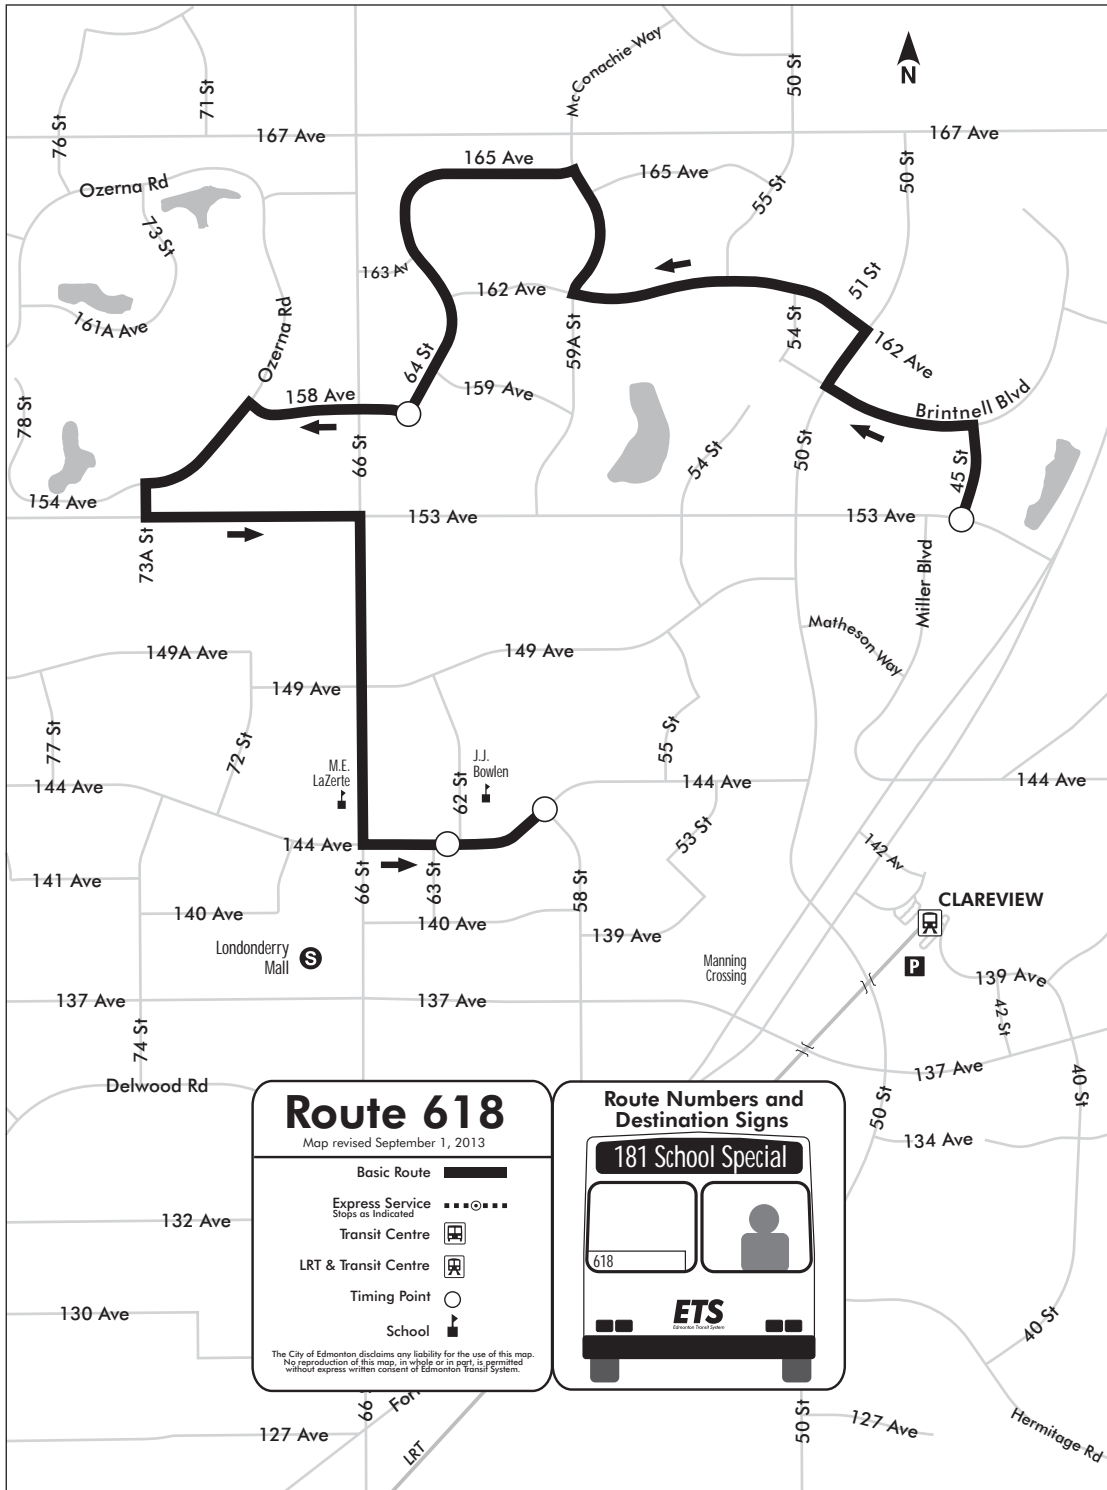 McConachie Way
50 St
N
71 St
76 St
167 Ave
167 Ave
165 Ave
165 Ave
50 St
Ozerna Rd
55 St
73 St
163 Av
51 St
162 Ave
161A Ave
Ozerna Rd
54 St
59A St
162 Ave
64 St
158 Ave
159 Ave
Brintnell Blvd
78 St
66 St
50 St
54 St
45 St
154 Ave
153 Ave
153 Ave
73A St
Miller Blvd
Matheson Way
149A Ave
149 Ave
149 Ave
77 St
72 St
55 St
M.E.
LaZerte
J.J.
Bowlen
62 St
144 Ave
144 Ave
144 Ave
144 Ave
53 St
142 Av
141 Ave
66 St
63 St
58 St
CLAREVIEW
140 Ave
140 Ave
139 Ave
Londonderry
Mall
S
Manning
Crossing
P
139 Ave
137 Ave
137 Ave
42 St
74 St
137 Ave
Delwood Rd
40 St
50 St
134 Ave
Route 618
Map revised September 1, 2013
Basic Route
Express Service
Stops as Indicated
Transit Centre
LRT & Transit Centre
Timing Point
School
The City of Edmonton disclaims any liability for the use of this map.
No reproduction of this map, in whole or in part, is permitted
without express written consent of Edmonton Transit System.
Route Numbers and
Destination Signs
181 School Special
618
ETS
Edmonton Transit System
132 Ave
130 Ave
40 St
66
Fort
127 Ave
LRT
50 St
127 Ave
Hermitage Rd